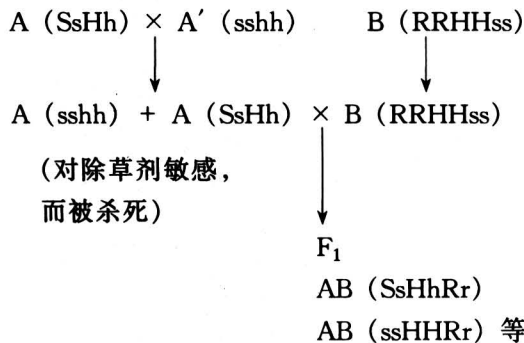 A (SsHh) × A′ (sshh) B (RRHHss)
A (sshh) + A (SsHh) × B (RRHHss)
(对除草剂敏感，
而被杀死)
F₁
AB (SsHhRr)
AB (ssHHRr) 等